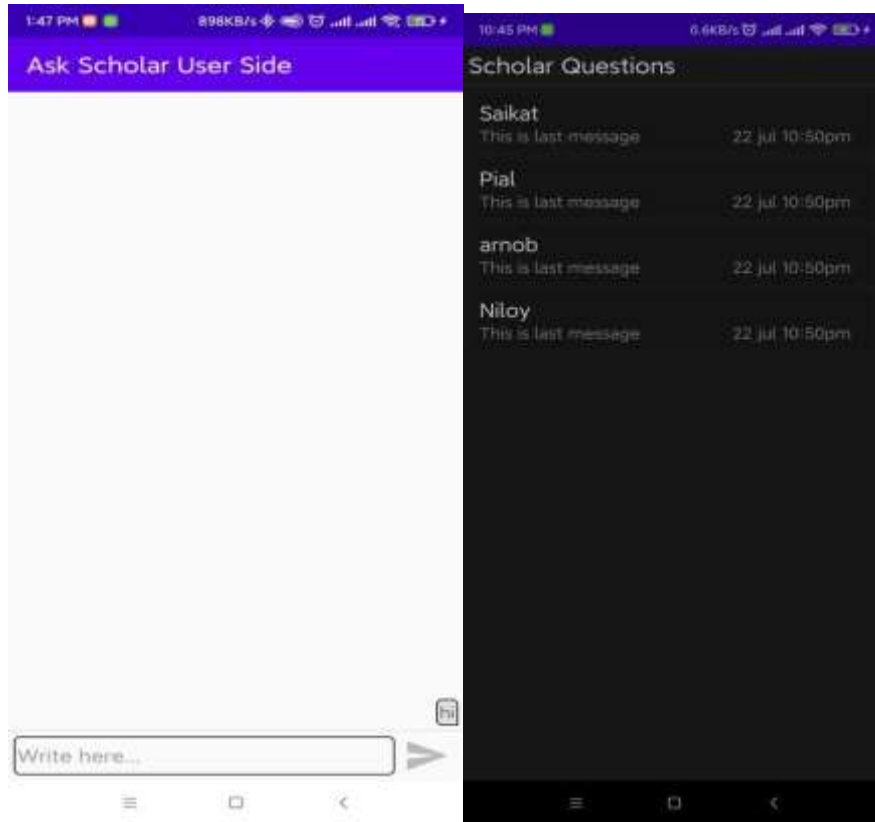 1:47 PM
898KB/s
Ask Scholar User Side
hi
Write here...
10:45 PM
0.6KB/s
Scholar Questions
Saikat
This is last message 22 jul 10:50pm
Pial
This is last message 22 jul 10:50pm
arnob
This is last message 22 jul 10:50pm
Niloy
This is last message 22 jul 10:50pm